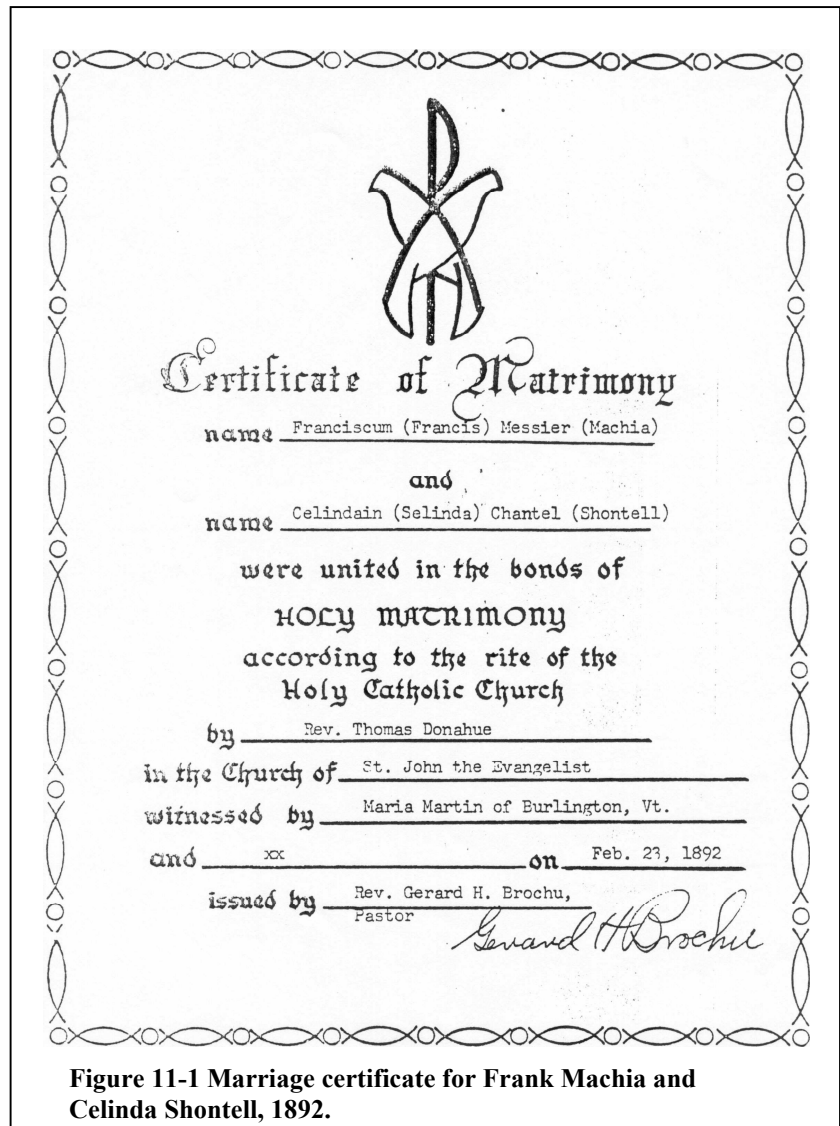 Certificate of Matrimony
name Franciscum (Francis) Messier (Machia)
and
name Celindain (Selinda) Chantel (Shontell)
were united in the bonds of
HOLY MATRIMONY
according to the rite of the
Holy Catholic Church
by Rev. Thomas Donahue
in the Church of St. John the Evangelist
witnessed by Maria Martin of Burlington, Vt.
and xx on Feb. 23, 1892
issued by Rev. Gerard H. Brochu,
Pastor
Gerard H Brochu
Figure 11-1 Marriage certificate for Frank Machia and
Celinda Shontell, 1892.